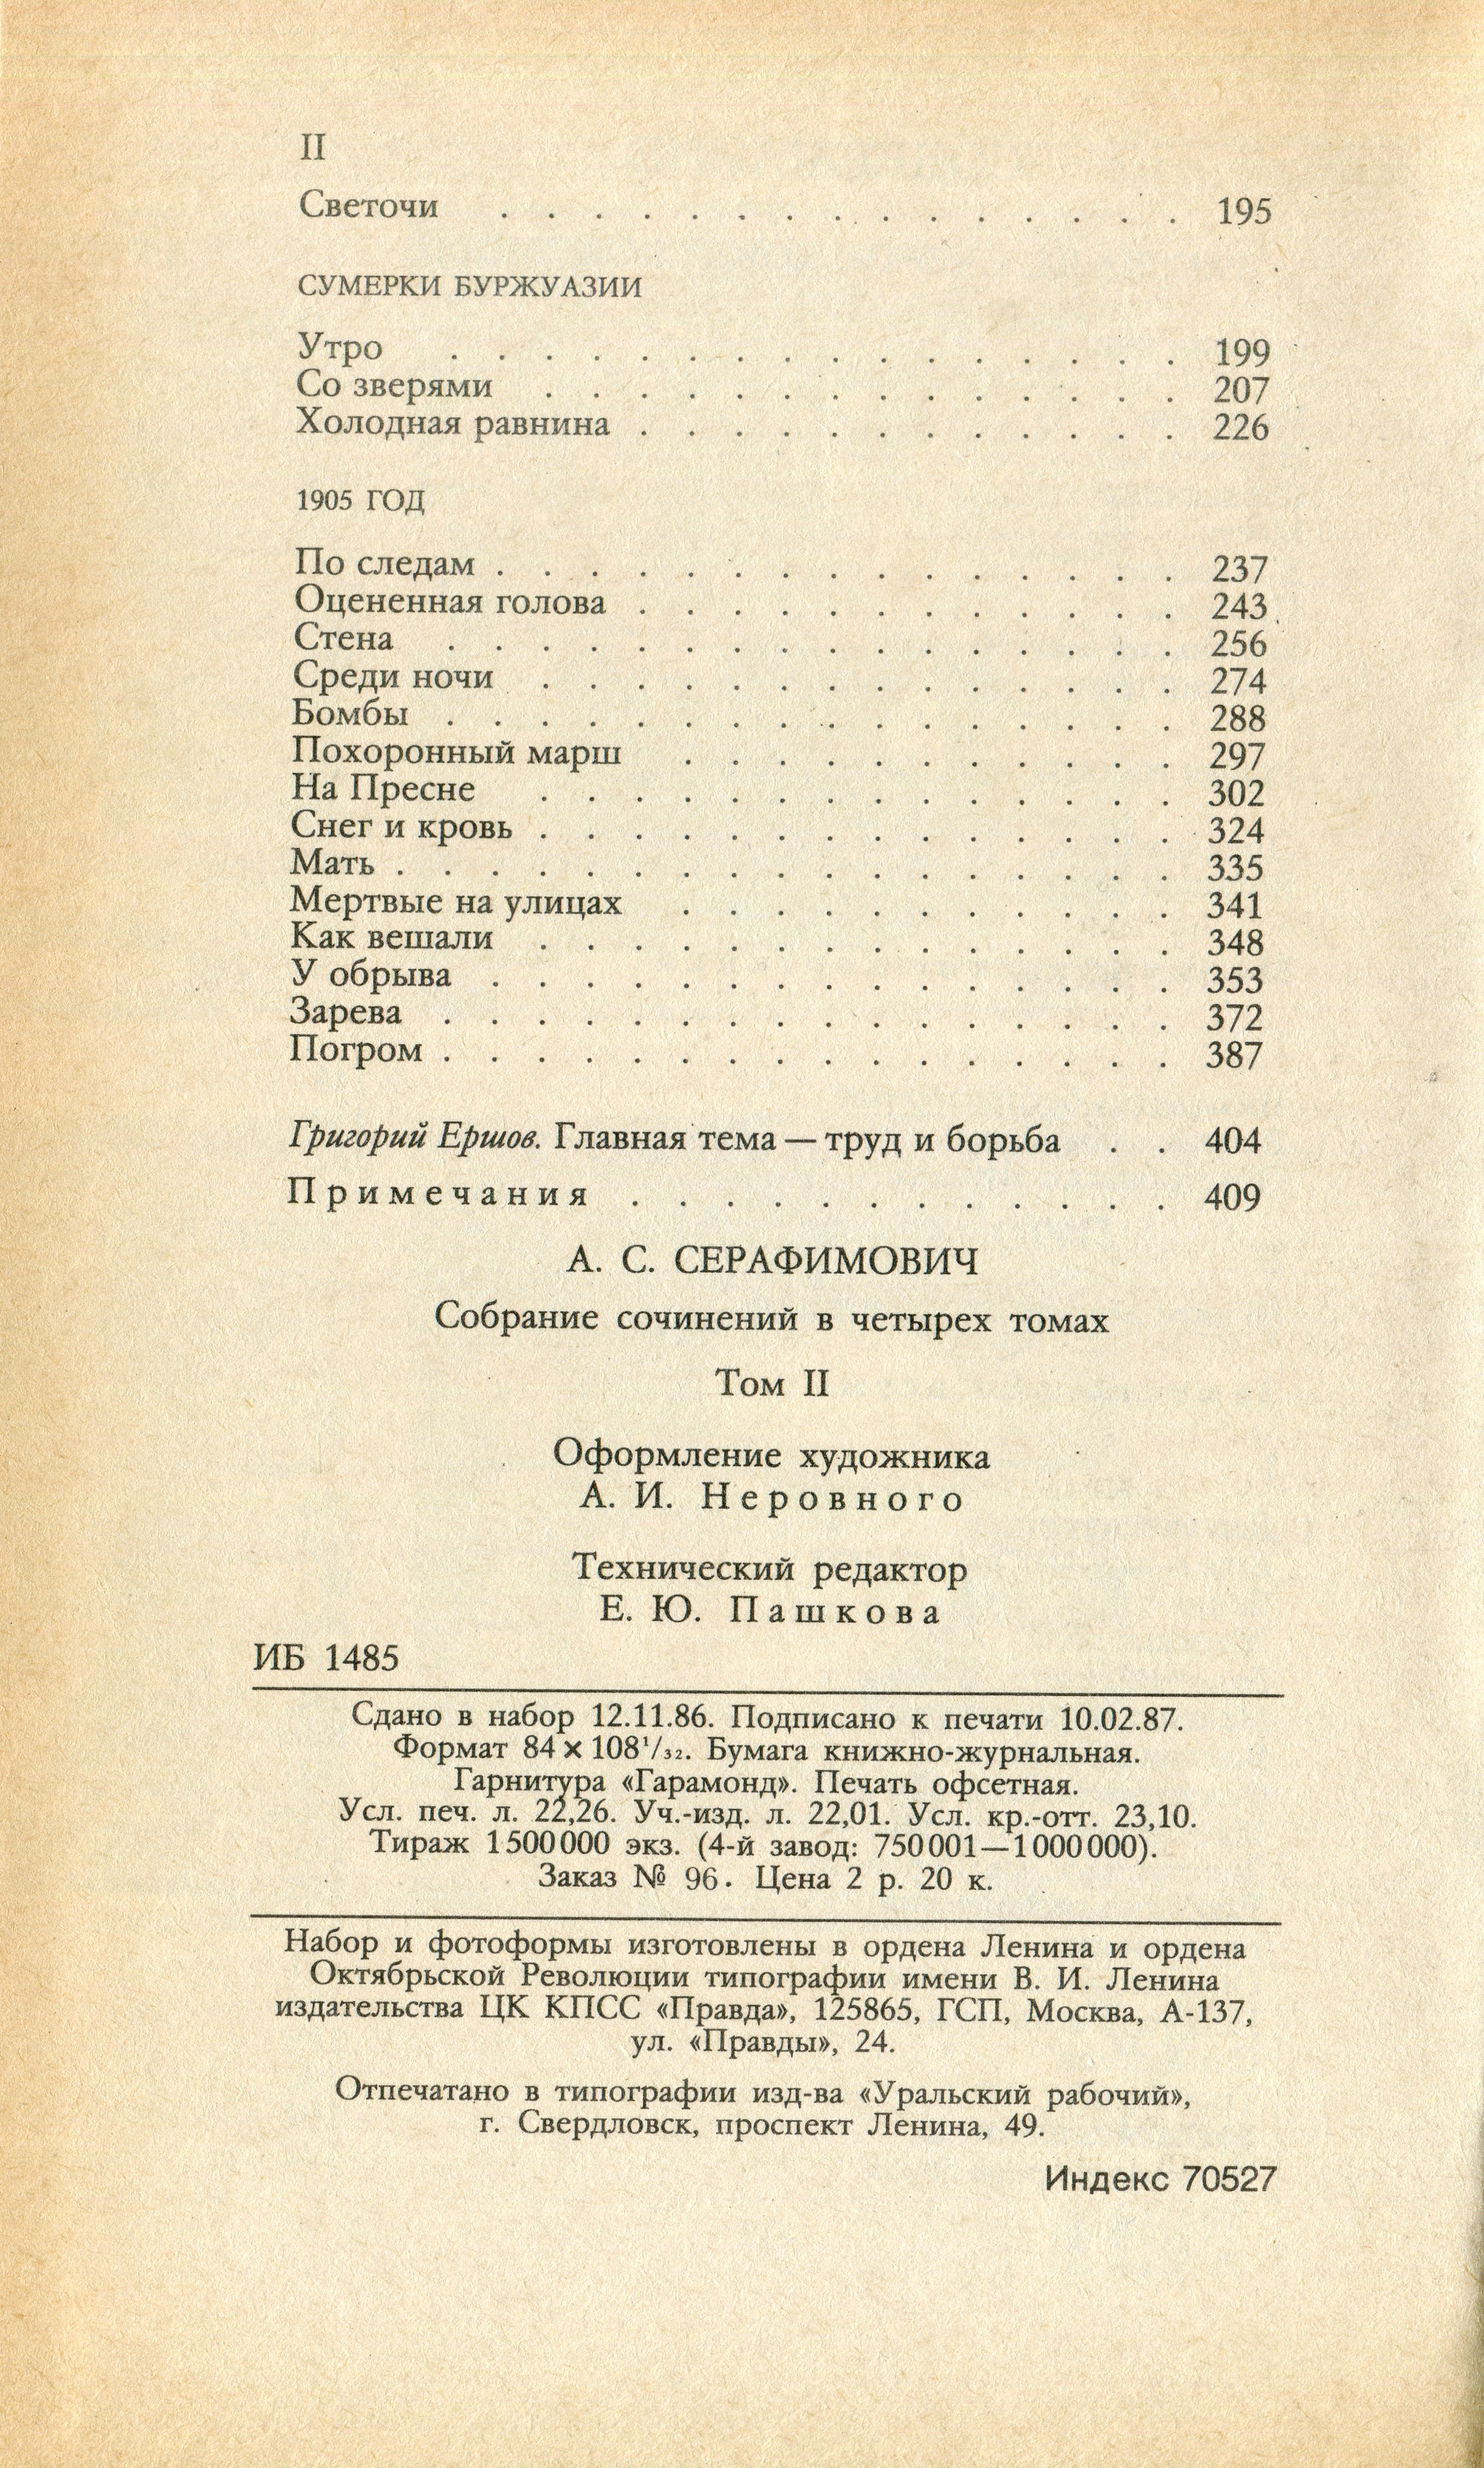 II
Светочи . . . . . . . . . . . . . . . 195
СУМЕРКИ БУРЖУАЗИИ
Утро . . . . . . . . . . . . . . . . 199
Со зверями . . . . . . . . . . . . . . 207
Холодная равнина . . . . . . . . . . . . 226
1905 ГОД
По следам . . . . . . . . . . . . . . . 237
Оцененная голова . . . . . . . . . . . . 243
Стена . . . . . . . . . . . . . . . . 256
Среди ночи . . . . . . . . . . . . . . 274
Бомбы . . . . . . . . . . . . . . . . 288
Похоронный марш . . . . . . . . . . . 297
На Пресне . . . . . . . . . . . . . . 302
Снег и кровь . . . . . . . . . . . . . . 324
Мать . . . . . . . . . . . . . . . . . 335
Мертвые на улицах . . . . . . . . . . . 341
Как вешали . . . . . . . . . . . . . . 348
У обрыва . . . . . . . . . . . . . . . 353
Зарева . . . . . . . . . . . . . . . . 372
Погром . . . . . . . . . . . . . . . . 387
Григорий Ершов. Главная тема — труд и борьба . . 404
Примечания . . . . . . . . . . . . 409
А. С. СЕРАФИМОВИЧ
Собрание сочинений в четырех томах
Том II
Оформление художника
А. И. Неровного
Технический редактор
Е. Ю. Пашкова
ИБ 1485
Сдано в набор 12.11.86. Подписано к печати 10.02.87.
Формат 84 × 108¹/₃₂. Бумага книжно-журнальная.
Гарнитура «Гарамонд». Печать офсетная.
Усл. печ. л. 22,26. Уч.-изд. л. 22,01. Усл. кр.-отт. 23,10.
Тираж 1 500 000 экз. (4-й завод: 750 001—1 000 000).
Заказ № 96. Цена 2 р. 20 к.
Набор и фотоформы изготовлены в ордена Ленина и ордена
Октябрьской Революции типографии имени В. И. Ленина
издательства ЦК КПСС «Правда», 125865, ГСП, Москва, А-137,
ул. «Правды», 24.
Отпечатано в типографии изд-ва «Уральский рабочий»,
г. Свердловск, проспект Ленина, 49.
Индекс 70527